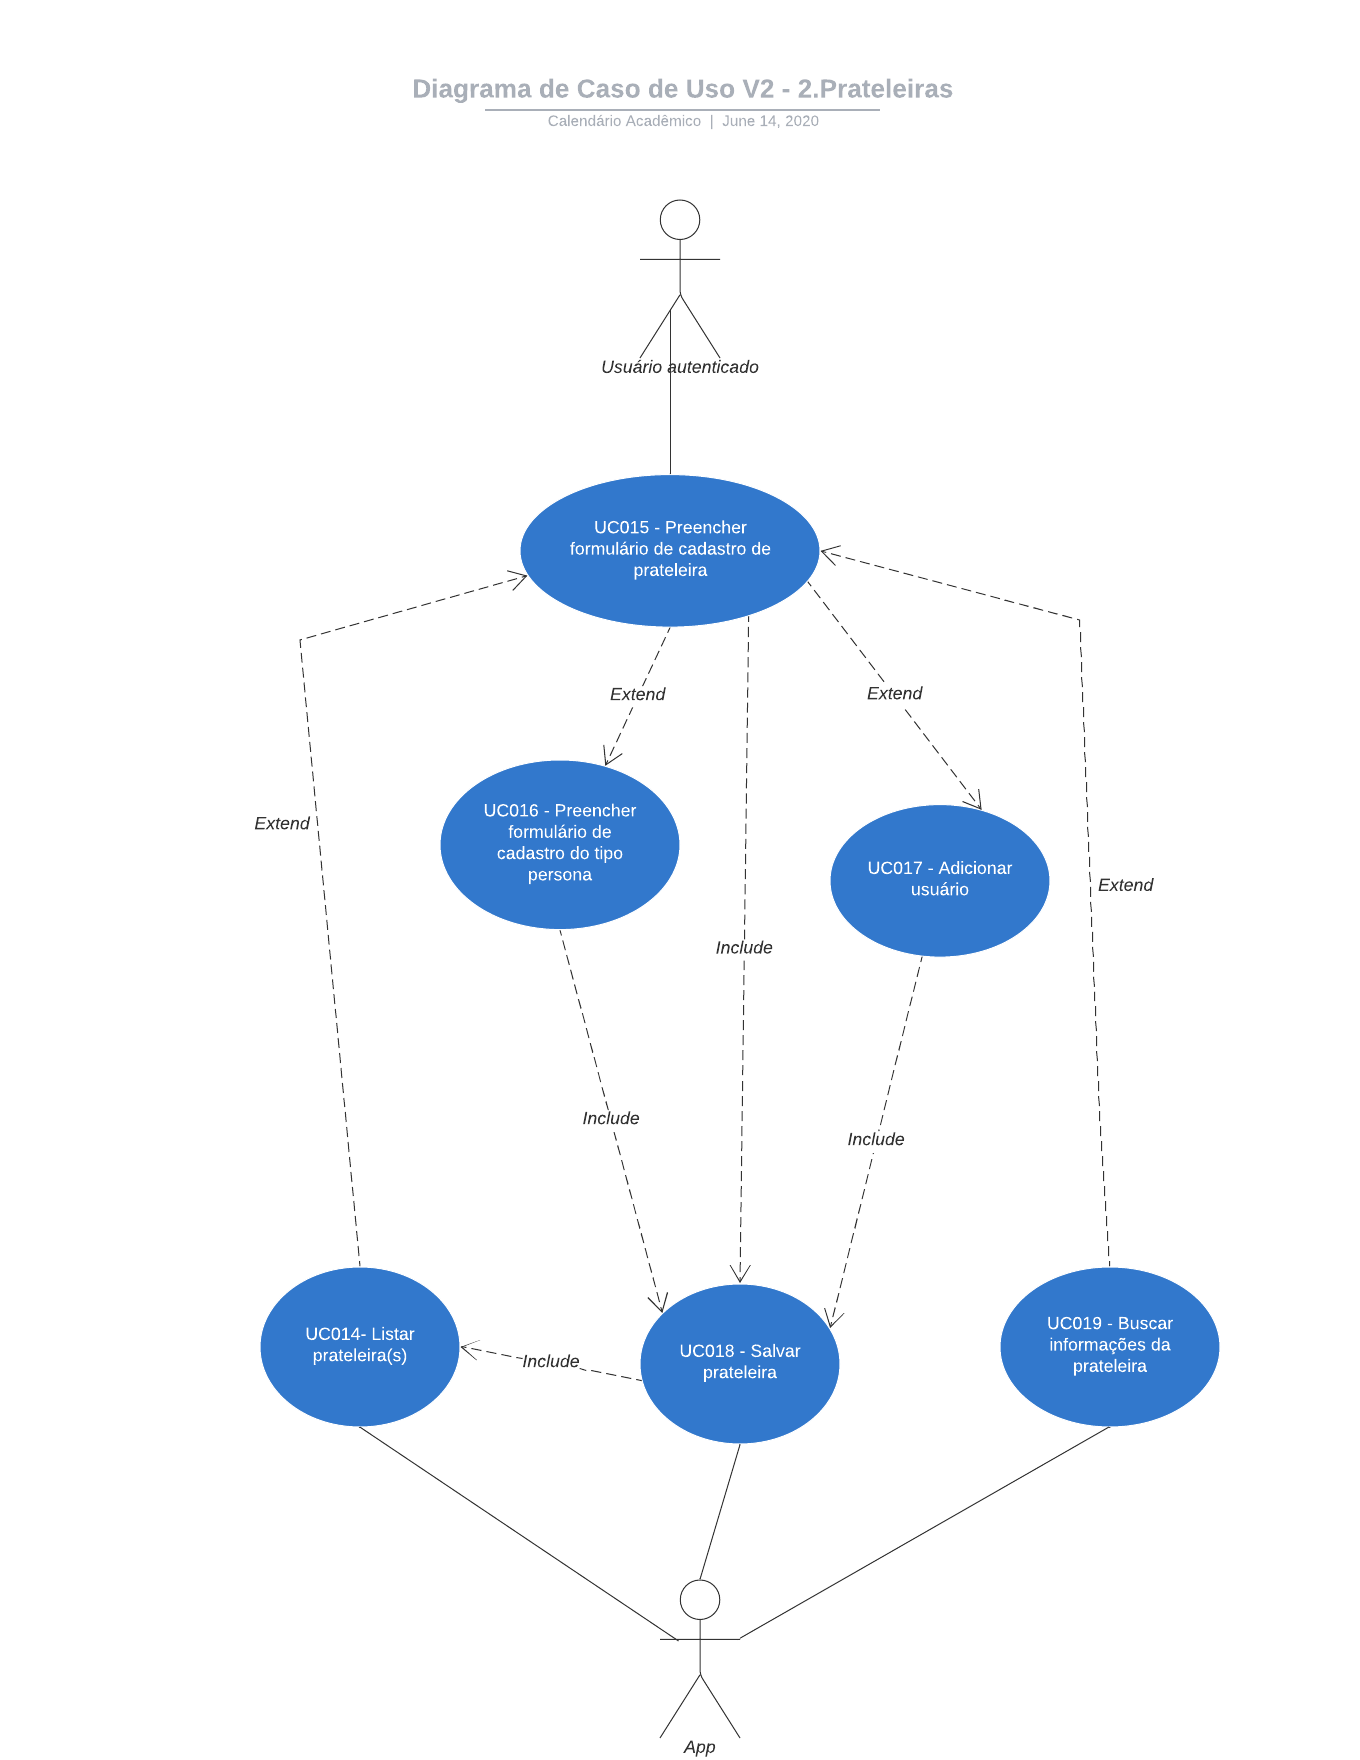 Diagrama de Caso de Uso V2 - 2.Prateleiras
Calendário Acadêmico | June 14, 2020
Usuário autenticado
UC015 - Preencher
formulário de cadastro de
prateleira
Extend
Extend
UC016 - Preencher
formulário de
cadastro do tipo
persona
Extend
UC017 - Adicionar
usuário
Extend
Include
Include
Include
UC014- Listar
prateleira(s)
Include
UC018 - Salvar
prateleira
UC019 - Buscar
informações da
prateleira
App